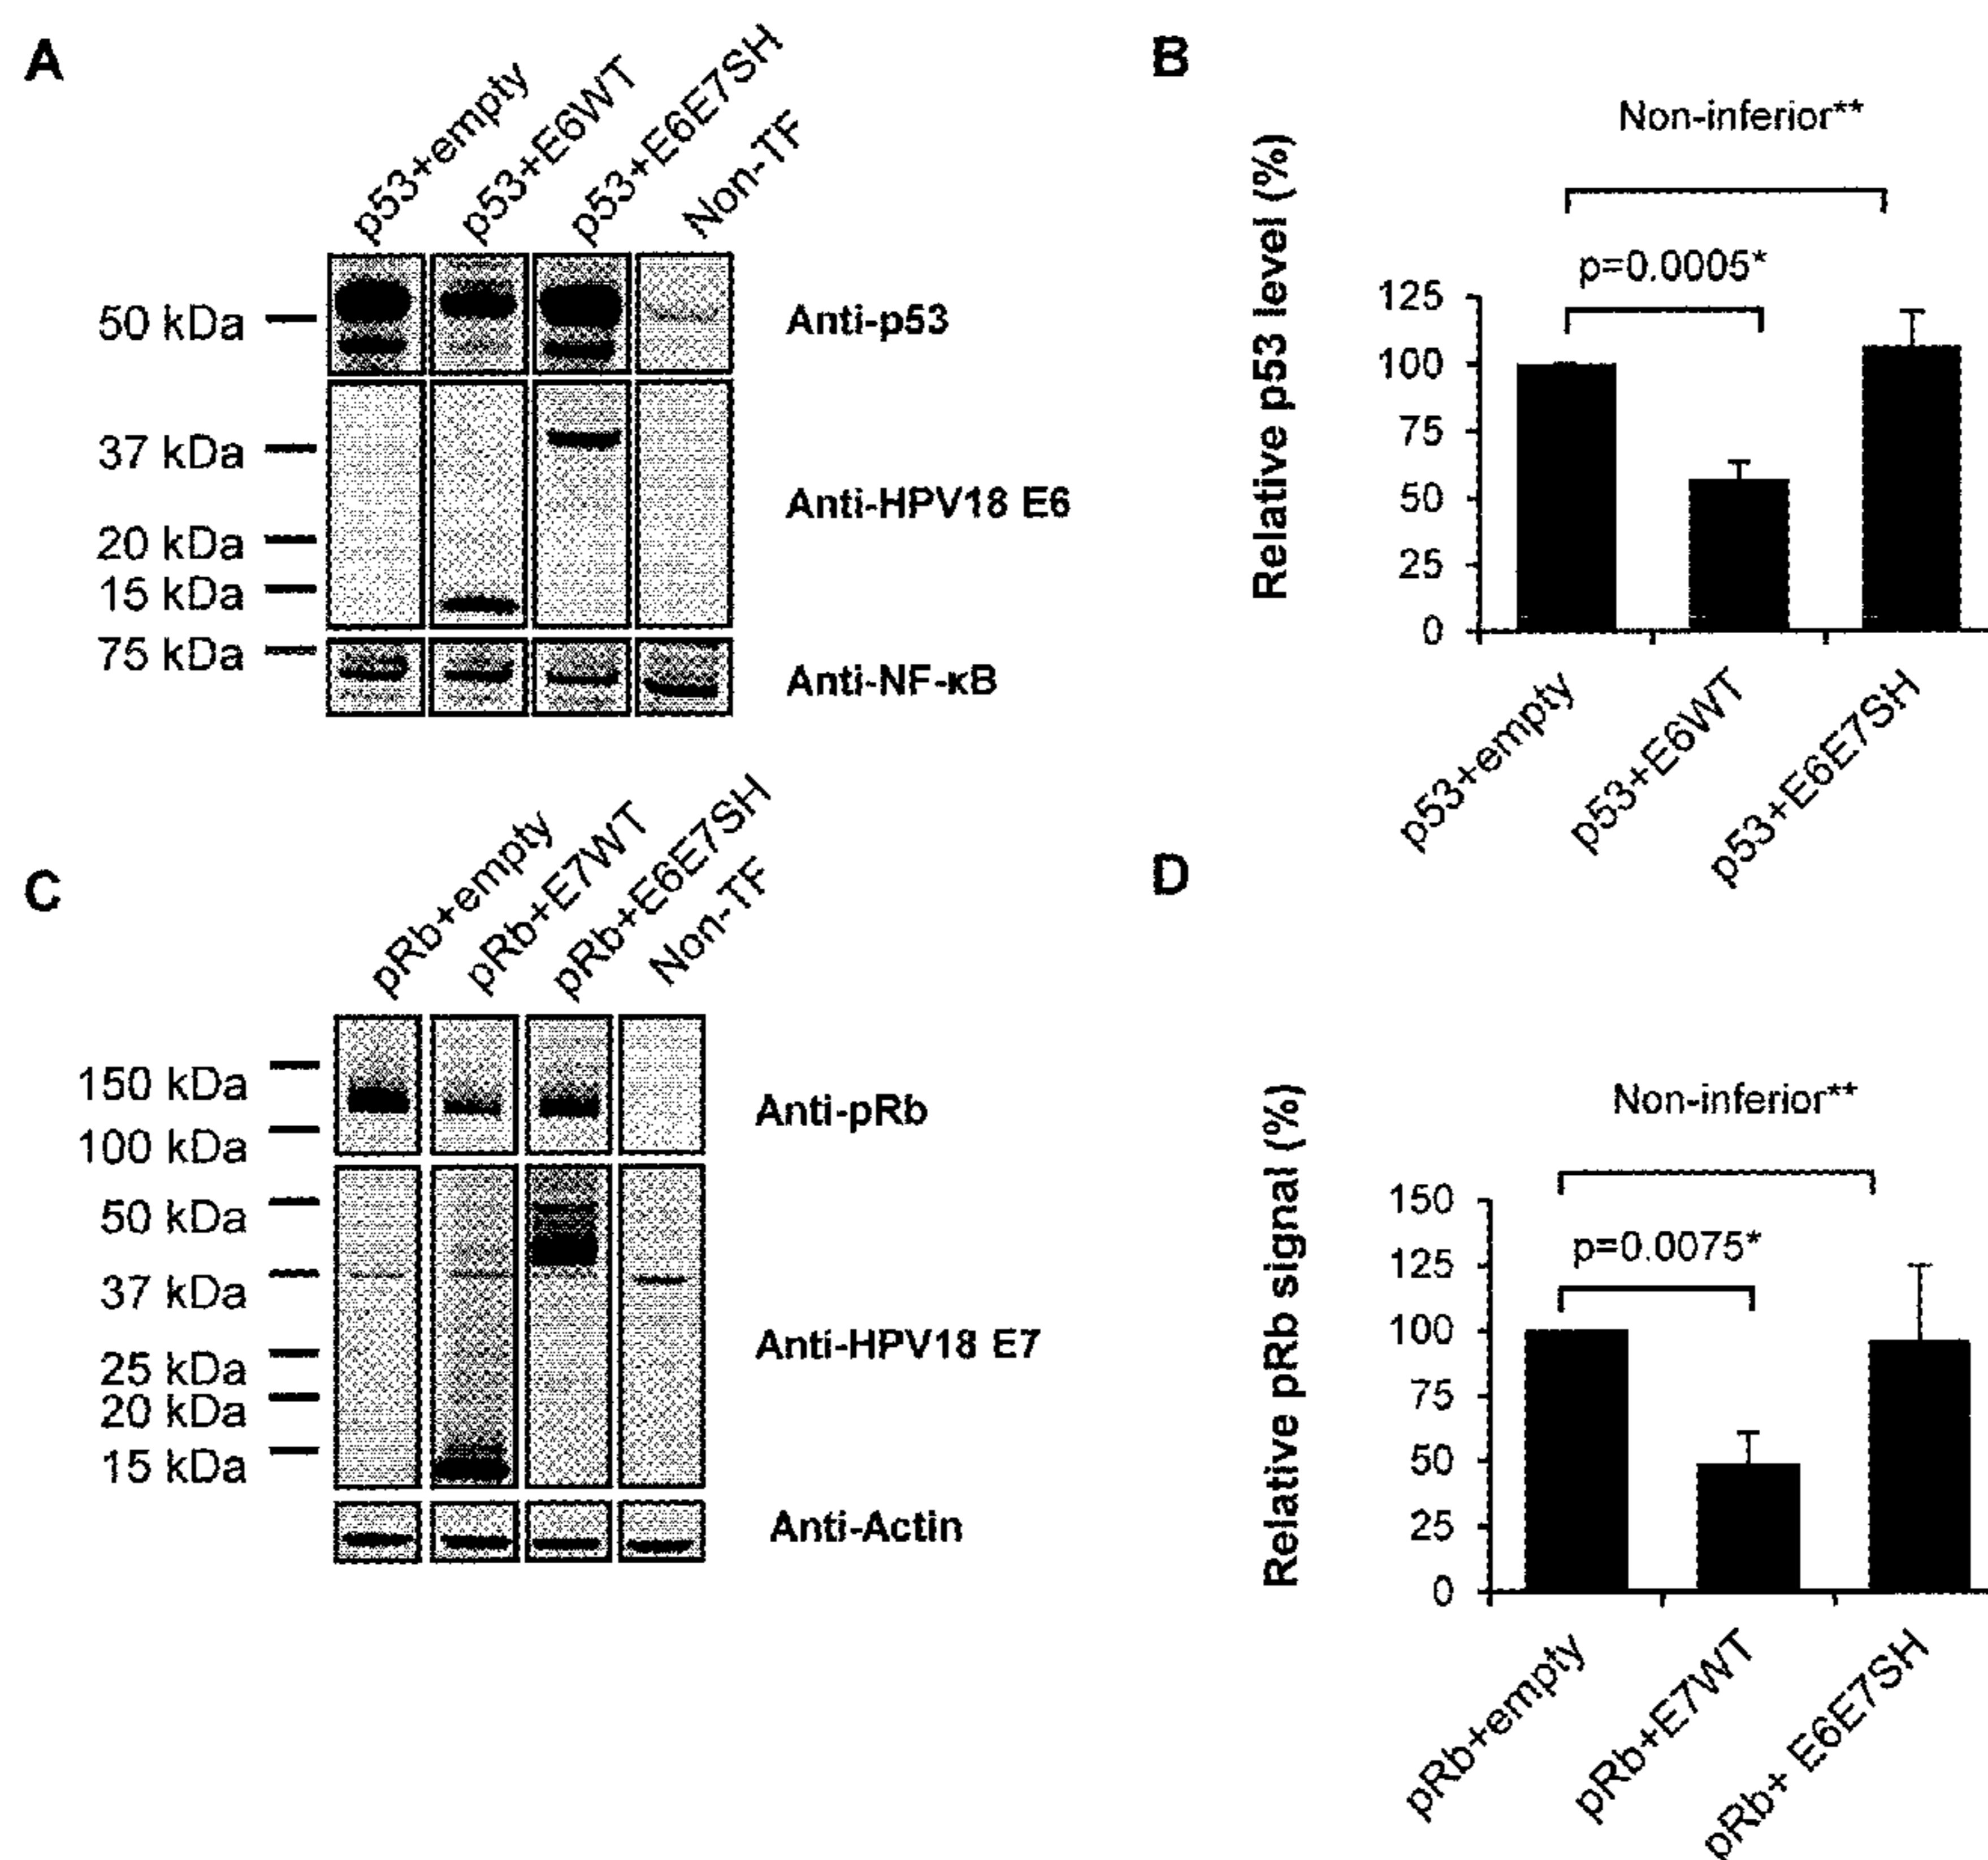 A
p53+empty
p53+E6WT
p53+E6E7SH
Non-TF
50 kDa
Anti-p53
37 kDa
Anti-HPV18 E6
20 kDa
15 kDa
75 kDa
Anti-NF-κB
B
Non-inferior**
p=0.0005*
Relative p53 level (%)
125
100
75
50
25
0
p53+empty
p53+E6WT
p53+E6E7SH
C
pRb+empty
pRb+E7WT
pRb+E6E7SH
Non-TF
150 kDa
Anti-pRb
100 kDa
50 kDa
37 kDa
Anti-HPV18 E7
25 kDa
20 kDa
15 kDa
Anti-Actin
D
Non-inferior**
p=0.0075*
Relative pRb signal (%)
150
125
100
75
50
25
0
pRb+empty
pRb+E7WT
pRb+ E6E7SH